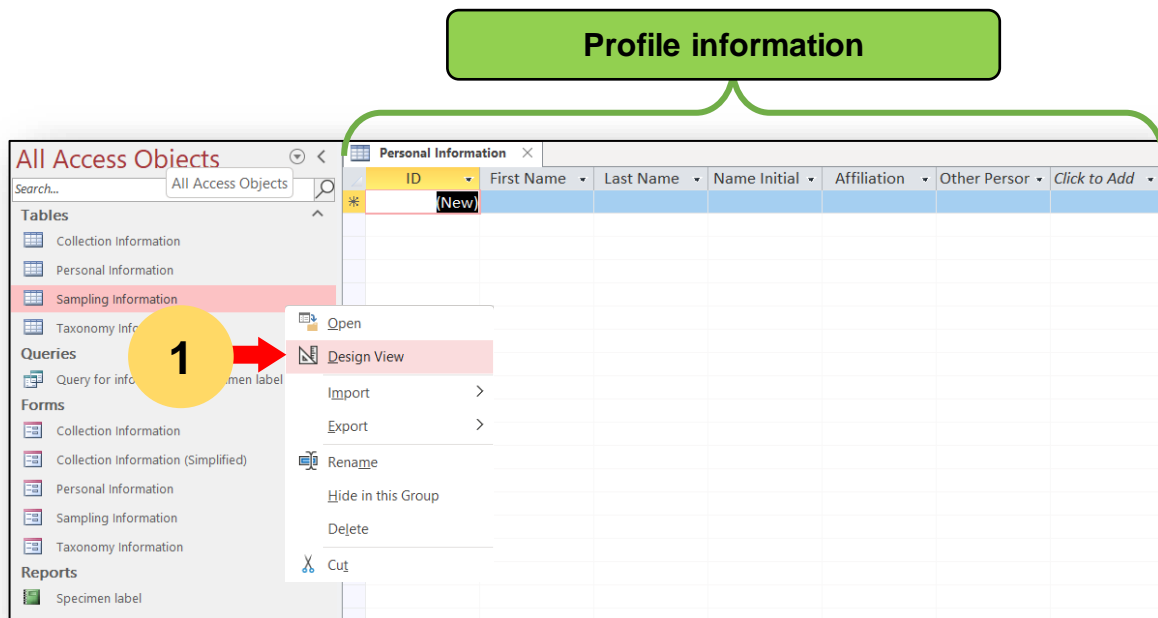 Profile information
All Access Objects
Search...
All Access Objects
Tables
Collection Information
Personal Information
Sampling Information
Taxonomy Info
Queries
Query for info men label
Forms
Collection Information
Collection Information (Simplified)
Personal Information
Sampling Information
Taxonomy Information
Reports
Specimen label
1
Open
Design View
Import
Export
Rename
Hide in this Group
Delete
Cut
Personal Information
ID First Name Last Name Name Initial Affiliation Other Persor Click to Add
(New)